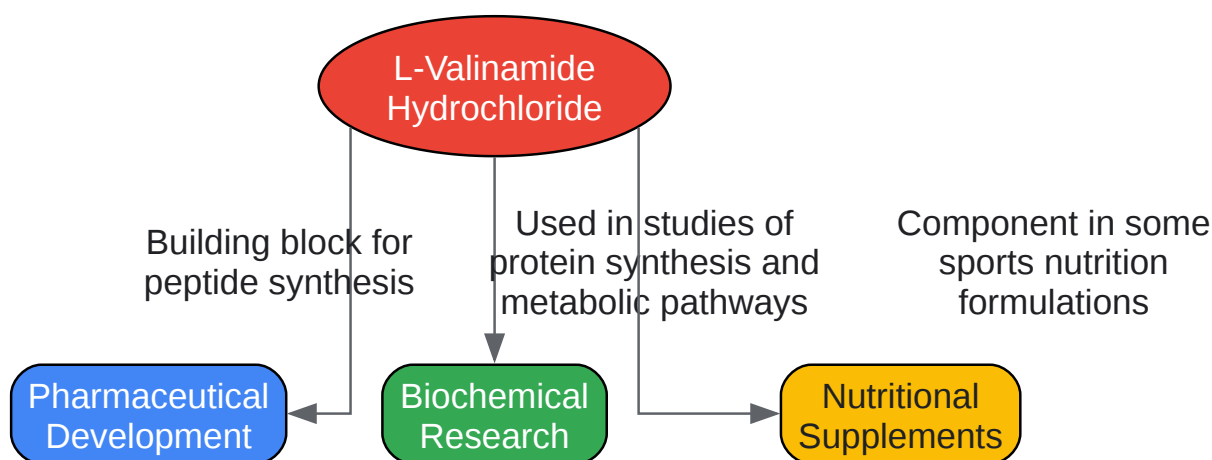 L-Valinamide
Hydrochloride
Building block for
peptide synthesis
Used in studies of
protein synthesis and
metabolic pathways
Component in some
sports nutrition
formulations
Pharmaceutical
Development
Biochemical
Research
Nutritional
Supplements